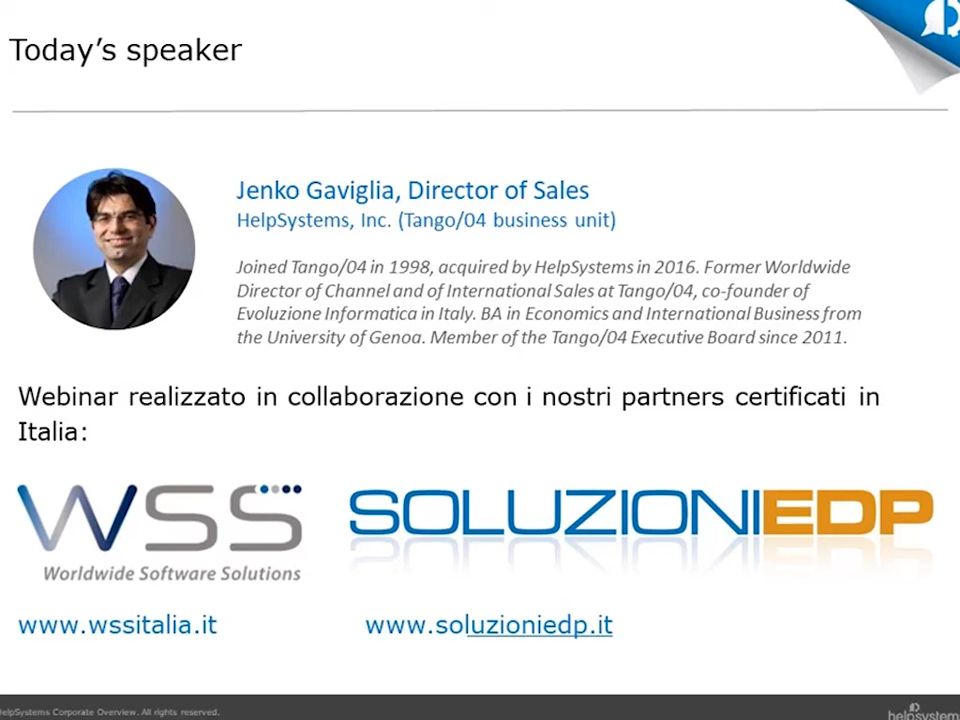 Today’s speaker
Jenko Gaviglia, Director of Sales
HelpSystems, Inc. (Tango/04 business unit)
Joined Tango/04 in 1998, acquired by HelpSystems in 2016. Former Worldwide
Director of Channel and of International Sales at Tango/04, co-founder of
Evoluzione Informatica in Italy. BA in Economics and International Business from
the University of Genoa. Member of the Tango/04 Executive Board since 2011.
Webinar realizzato in collaborazione con i nostri partners certificati in
Italia:
WSS
Worldwide Software Solutions
SOLUZIONIEDP
www.wssitalia.it
www.soluzioniedp.it
HelpSystems Corporate Overview. All rights reserved.
helpsystems